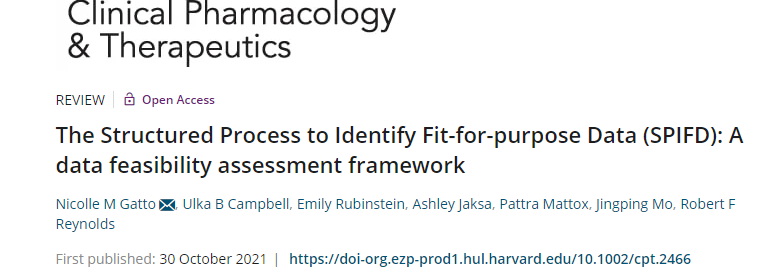 Clinical Pharmacology
& Therapeutics
REVIEW Open Access
The Structured Process to Identify Fit-for-purpose Data (SPIFD): A
data feasibility assessment framework
Nicolle M Gatto, Ulka B Campbell, Emily Rubinstein, Ashley Jaksa, Pattra Mattox, Jingping Mo, Robert F
Reynolds
First published: 30 October 2021 | https://doi-org.ezp-prod1.hul.harvard.edu/10.1002/cpt.2466